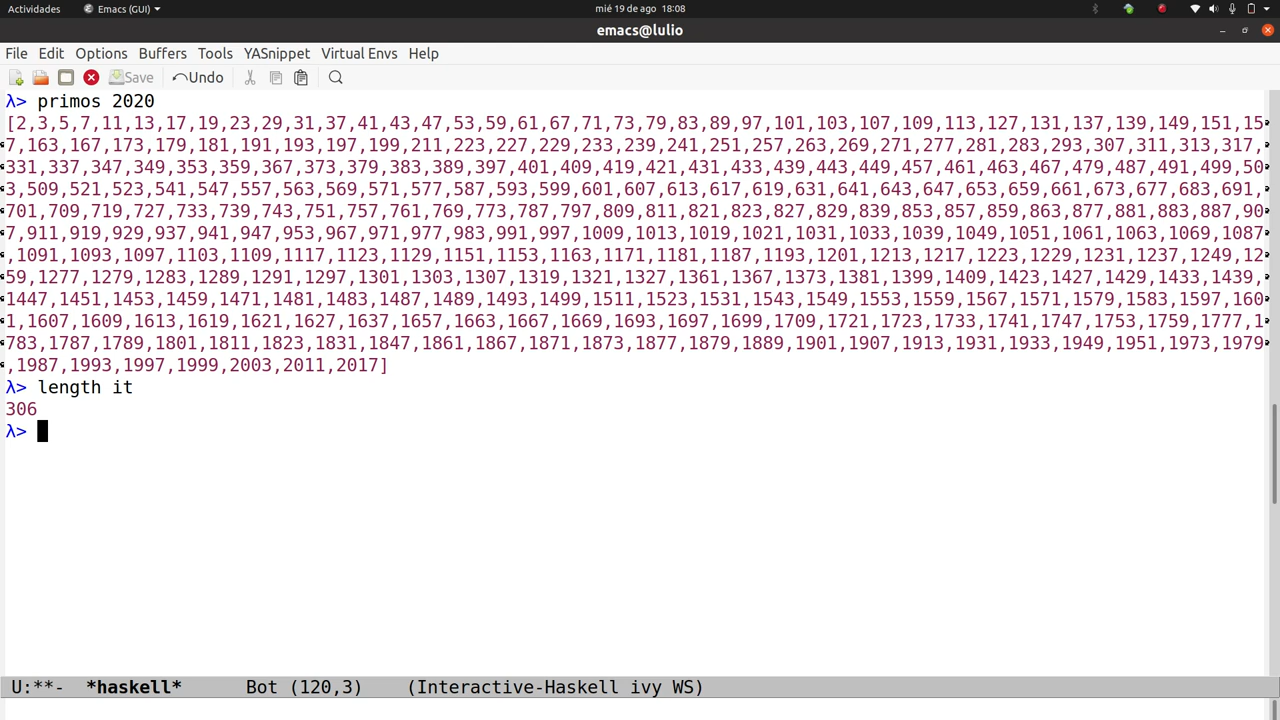 Actividades Emacs (GUI) mié 19 de ago 18:08
emacs@lulio
File Edit Options Buffers Tools YASnippet Virtual Envs Help
Save Undo
λ> primos 2020
[2,3,5,7,11,13,17,19,23,29,31,37,41,43,47,53,59,61,67,71,73,79,83,89,97,101,103,107,109,113,127,131,137,139,149,151,15
7,163,167,173,179,181,191,193,197,199,211,223,227,229,233,239,241,251,257,263,269,271,277,281,283,293,307,311,313,317,
331,337,347,349,353,359,367,373,379,383,389,397,401,409,419,421,431,433,439,443,449,457,461,463,467,479,487,491,499,50
3,509,521,523,541,547,557,563,569,571,577,587,593,599,601,607,613,617,619,631,641,643,647,653,659,661,673,677,683,691,
701,709,719,727,733,739,743,751,757,761,769,773,787,797,809,811,821,823,827,829,839,853,857,859,863,877,881,883,887,90
7,911,919,929,937,941,947,953,967,971,977,983,991,997,1009,1013,1019,1021,1031,1033,1039,1049,1051,1061,1063,1069,1087
,1091,1093,1097,1103,1109,1117,1123,1129,1151,1153,1163,1171,1181,1187,1193,1201,1213,1217,1223,1229,1231,1237,1249,12
59,1277,1279,1283,1289,1291,1297,1301,1303,1307,1319,1321,1327,1361,1367,1373,1381,1399,1409,1423,1427,1429,1433,1439,
1447,1451,1453,1459,1471,1481,1483,1487,1489,1493,1499,1511,1523,1531,1543,1549,1553,1559,1567,1571,1579,1583,1597,160
1,1607,1609,1613,1619,1621,1627,1637,1657,1663,1667,1669,1693,1697,1699,1709,1721,1723,1733,1741,1747,1753,1759,1777,1
783,1787,1789,1801,1811,1823,1831,1847,1861,1867,1871,1873,1877,1879,1889,1901,1907,1913,1931,1933,1949,1951,1973,1979
,1987,1993,1997,1999,2003,2011,2017]
λ> length it
306
λ>
U:**- *haskell* Bot (120,3) (Interactive-Haskell ivy WS)